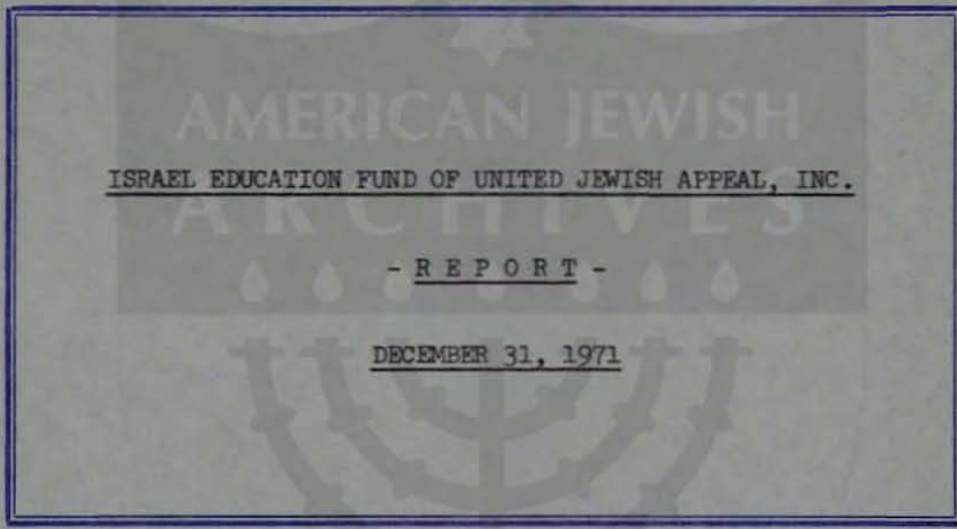 AMERICAN JEWISH
ISRAEL EDUCATION FUND OF UNITED JEWISH APPEAL, INC.
ARCHIVES
- R E P O R T -
DECEMBER 31, 1971